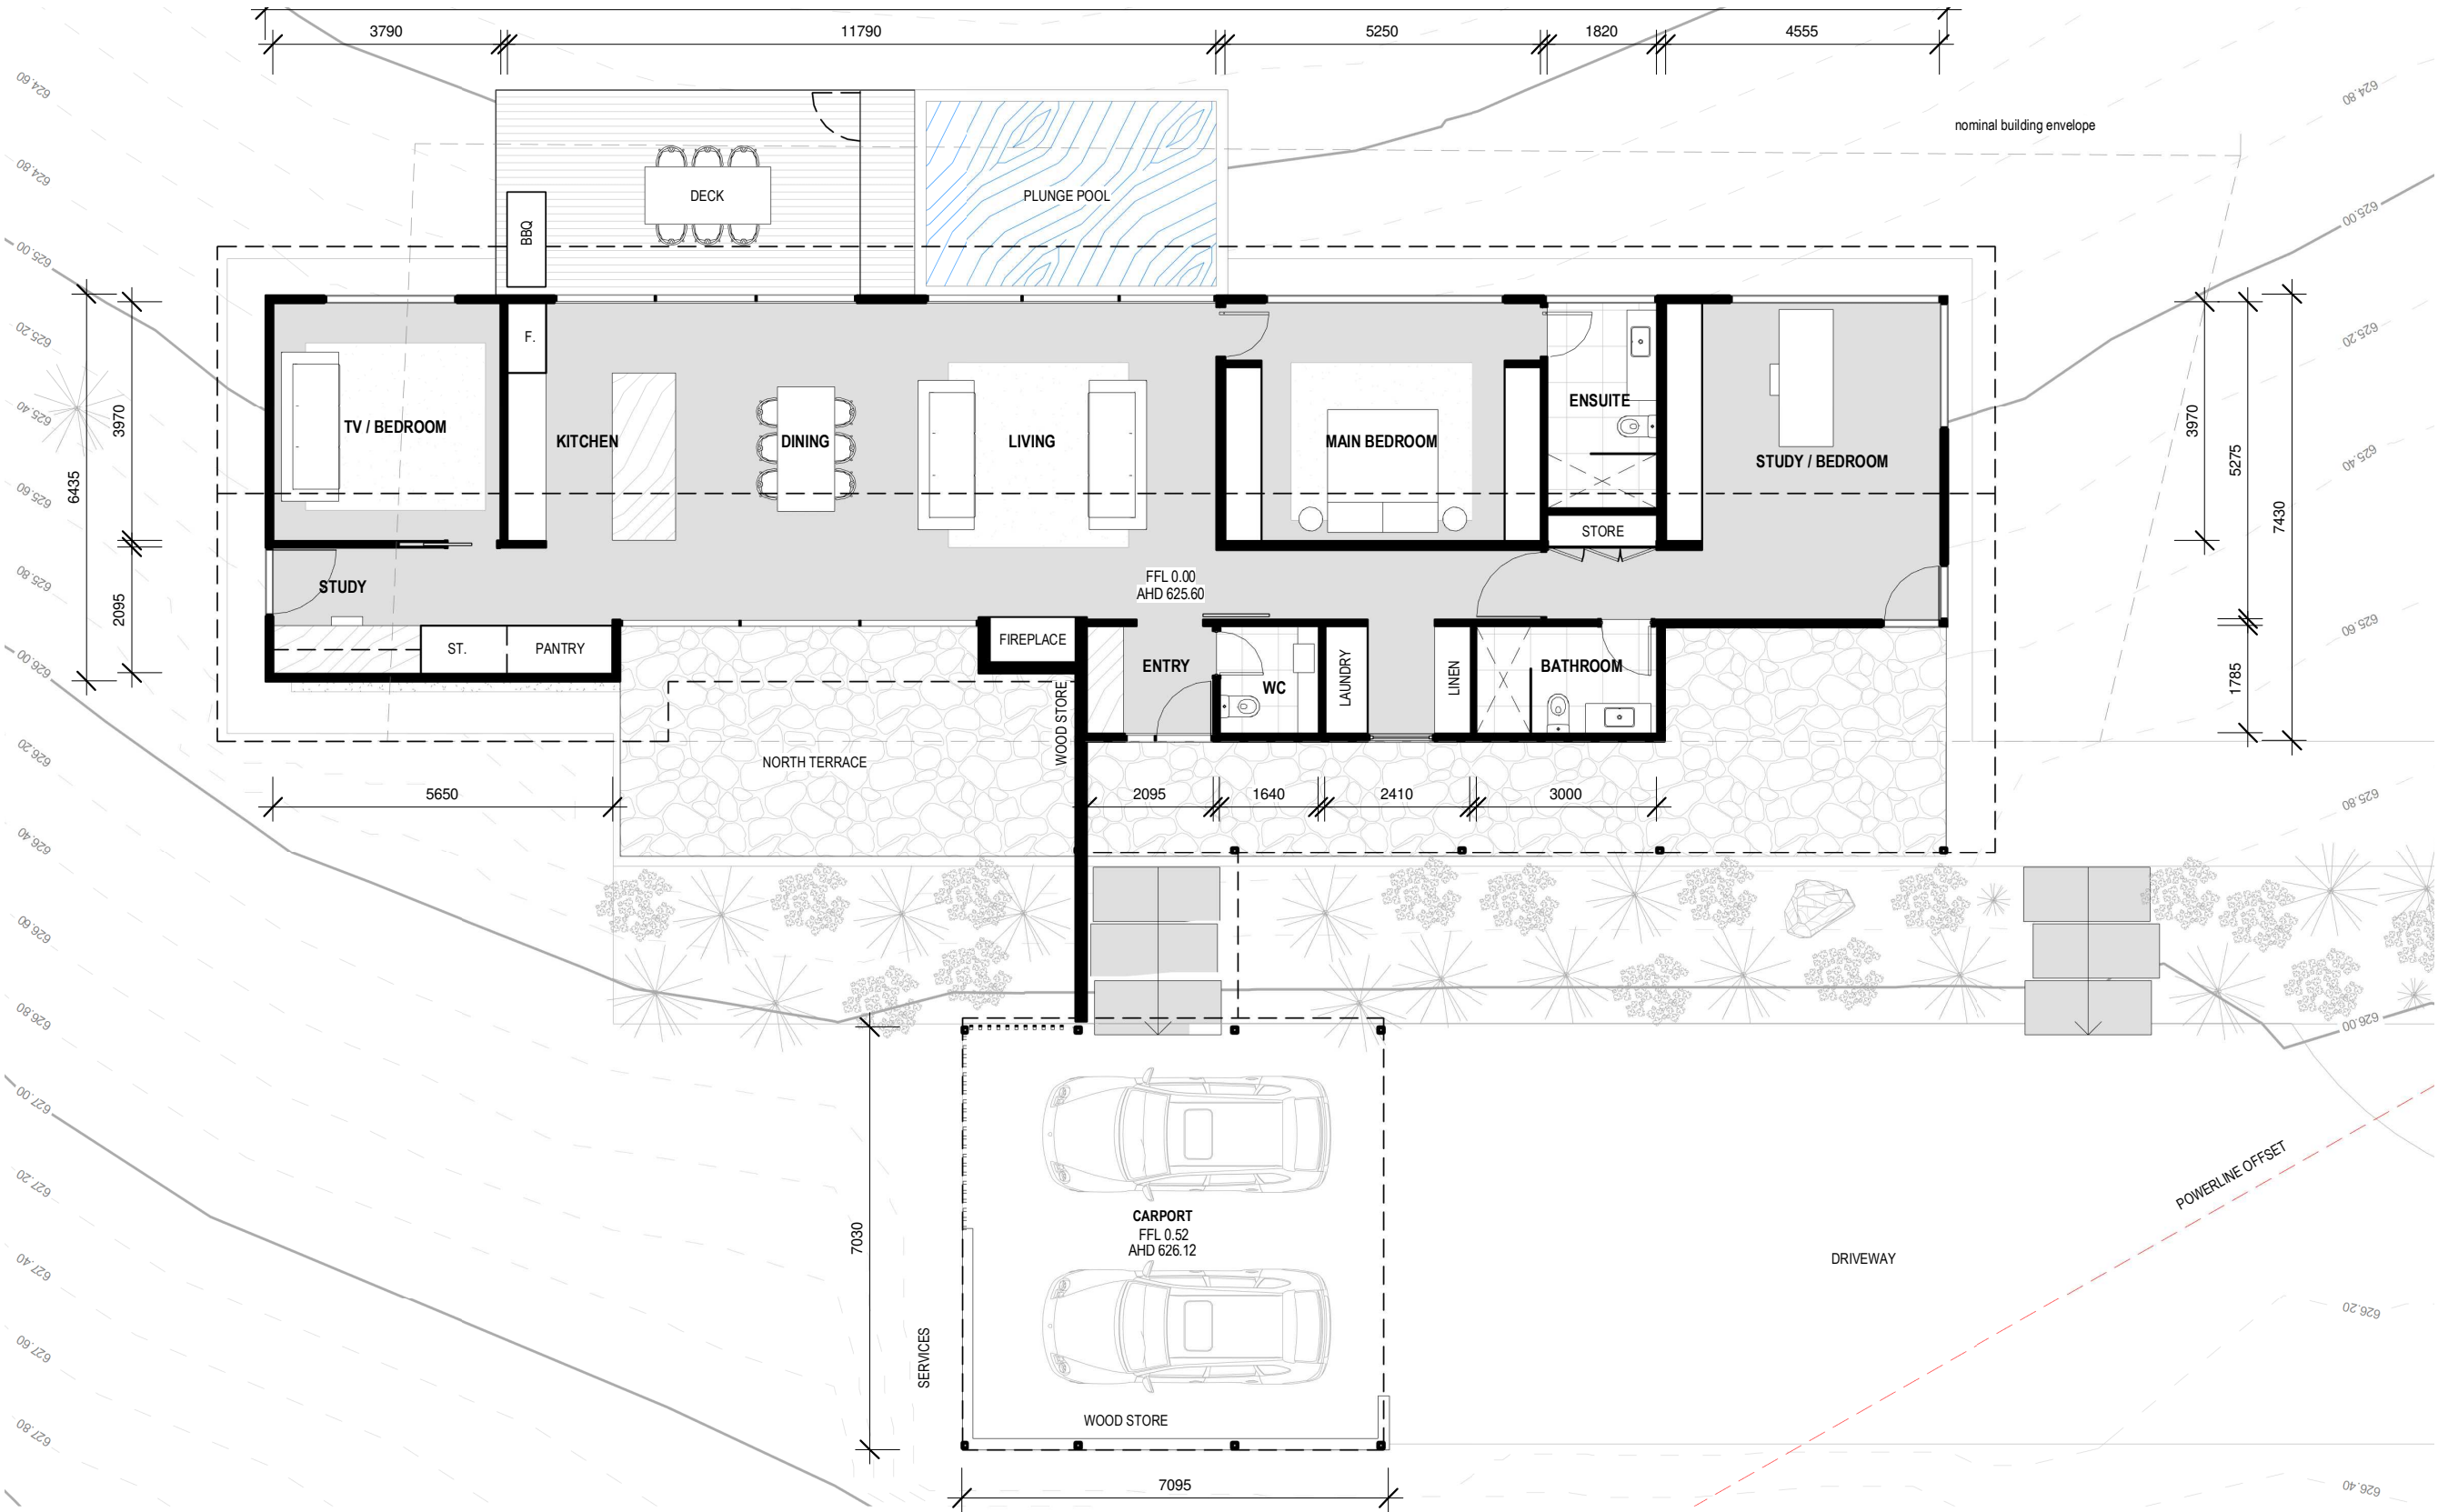 3790
11790
5250
1820
4555
624.60
624.80
nominal building envelope
624.80
DECK
PLUNGE POOL
BBQ
625.00
625.00
F.
625.20
625.20
TV / BEDROOM
KITCHEN
DINING
LIVING
MAIN BEDROOM
ENSUITE
STUDY / BEDROOM
625.40
625.40
3970
6435
2095
3970
5275
7430
1785
625.60
STORE
625.80
STUDY
FFL 0.00
AHD 625.60
625.60
ST.
PANTRY
FIREPLACE
ENTRY
WC
LAUNDRY
LINEN
BATHROOM
626.00
WOOD STORE
NORTH TERRACE
626.20
5650
2095
1640
2410
3000
625.80
626.40
626.60
626.80
626.00
627.00
POWERLINE OFFSET
627.20
7030
CARPORT
FFL 0.52
AHD 626.12
DRIVEWAY
627.40
626.20
627.60
SERVICES
WOOD STORE
627.80
7095
626.40